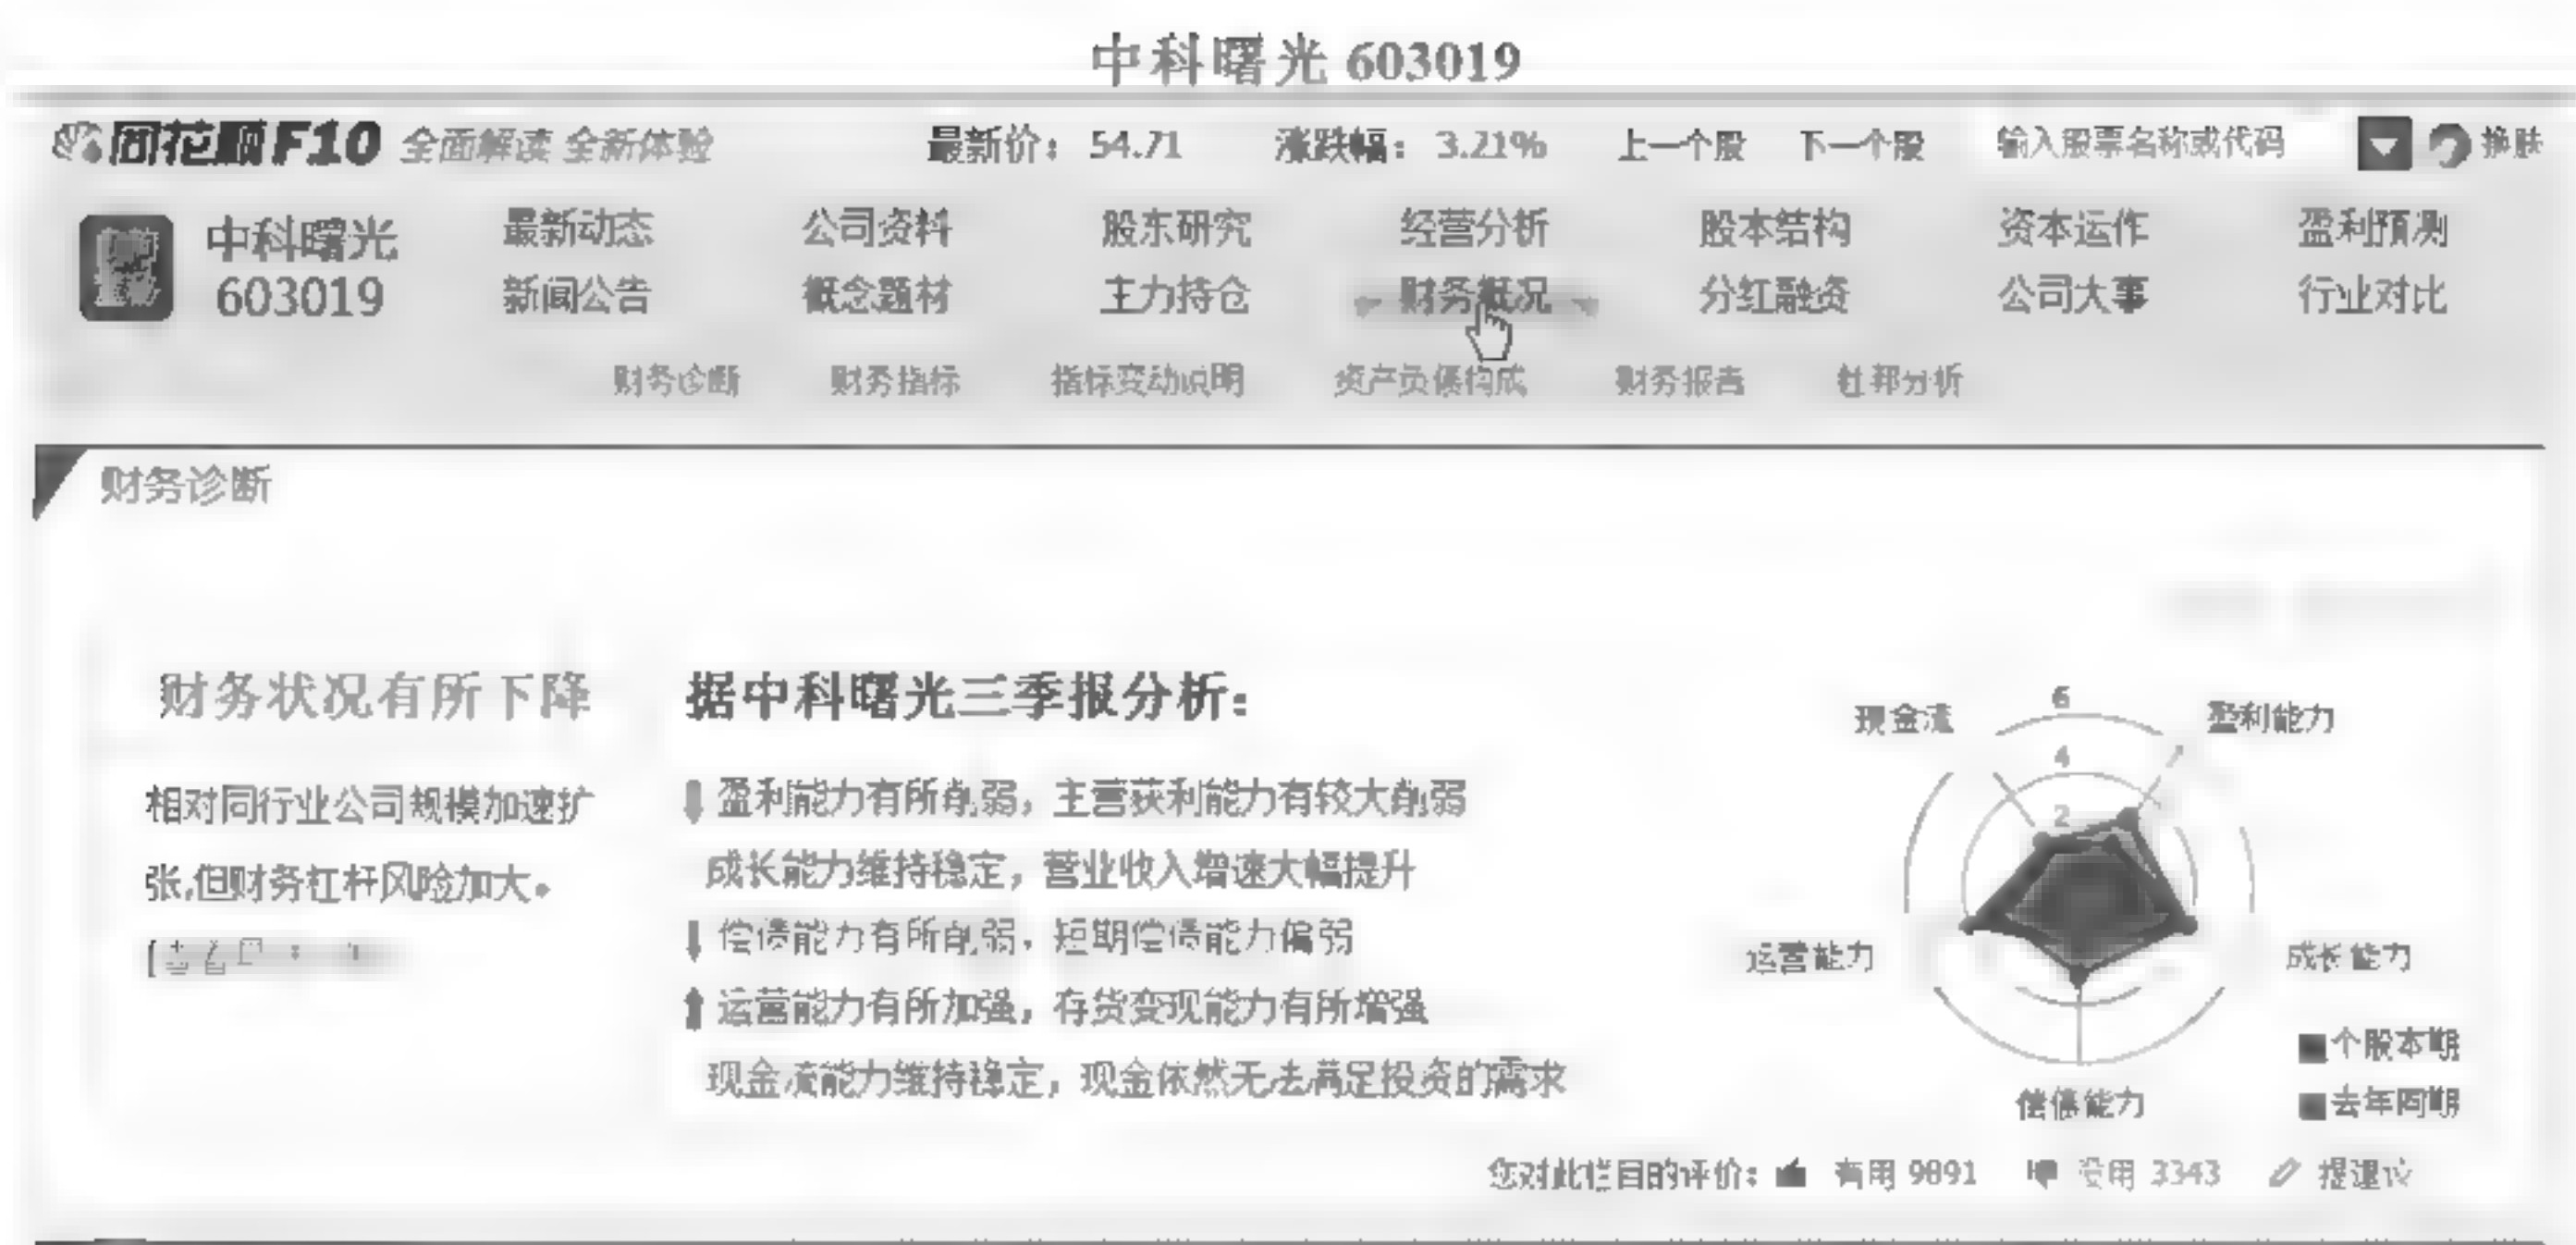 中科曙光 603019
同花顺F10 全面解读 全新体验 最新价： 54.71 涨跌幅： 3.21% 上一个股 下一个股 输入股票名称或代码 换肤
中科曙光 最新动态 公司资料 股东研究 经营分析 股本结构 资本运作 盈利预测
603019 新闻公告 概念题材 主力持仓 财务概况 分红融资 公司大事 行业对比
财务诊断 财务指标 指标变动说明 资产负债构成 财务报告 杜邦分析
财务诊断
财务状况有所下降
相对同行业公司规模加速扩
张,但财务杠杆风险加大。
据中科曙光三季报分析：
盈利能力有所削弱，主营获利能力有较大削弱
成长能力维持稳定，营业收入增速大幅提升
偿债能力有所削弱，短期偿债能力偏弱
运营能力有所加强，存货变现能力有所增强
现金流能力维持稳定，现金依然无法满足投资的需求
6
现金流 盈利能力
4
2
运营能力 成长能力
偿债能力
个股本期
去年同期
您对此栏目的评价： 有用 9891 没用 3343 提建议